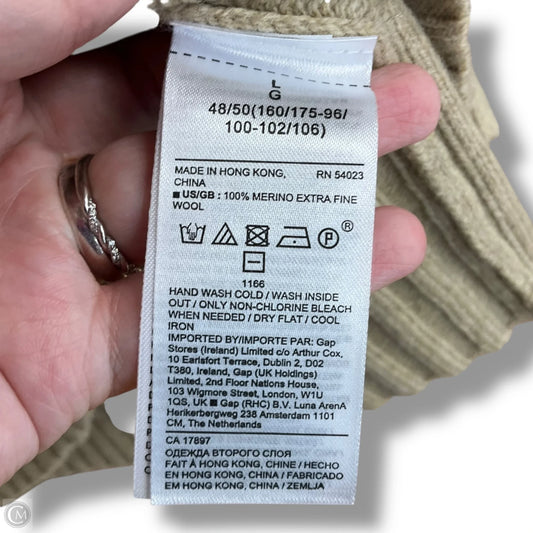 L
G
48/50(160/175-96/
100-102/106)
MADE IN HONG KONG, RN 54023
CHINA
■ US/GB : 100% MERINO EXTRA FINE
WOOL
P ®
1166
HAND WASH COLD / WASH INSIDE
OUT / ONLY NON-CHLORINE BLEACH
WHEN NEEDED / DRY FLAT / COOL
IRON
IMPORTED BY/IMPORTE PAR: Gap
Stores (Ireland) Limited c/o Arthur Cox,
10 Earlsfort Terrace, Dublin 2, D02
T380, Ireland, Gap (UK Holdings)
Limited, 2nd Floor Nations House,
103 Wigmore Street, London, W1U
1QS, UK ■ Gap (RHC) B.V. Luna ArenA
Herikerbergweg 238 Amsterdam 1101
CM, The Netherlands
CA 17897
ОДЕЖДА ВТОРОГО СЛОЯ
FAIT À HONG KONG, CHINE / HECHO
EN HONG KONG, CHINA / FABRICADO
EM HONG KONG, CHINA / ZEMLJA
CM